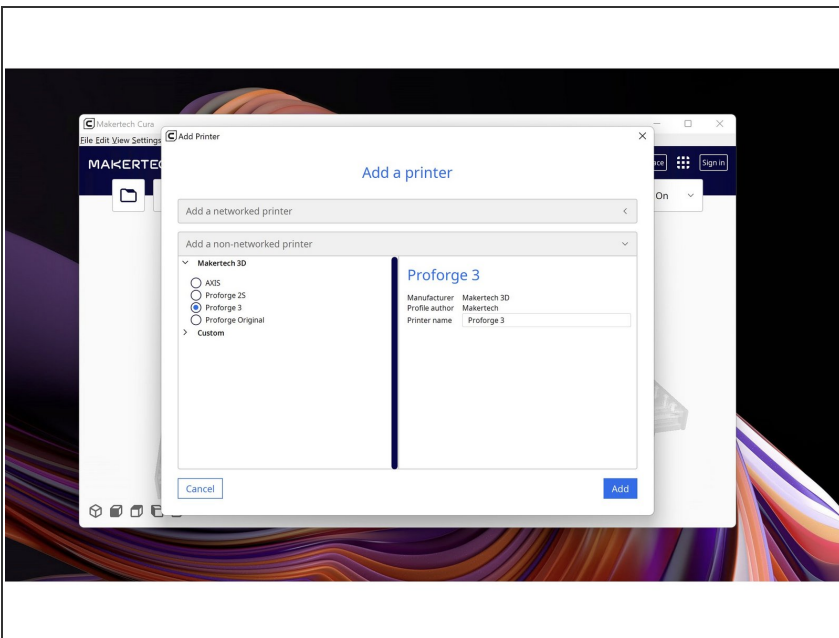 Makertech Cura
Add Printer
File Edit View Settings
MAKERTEC
Sign in
Add a printer
On
Add a networked printer
Add a non-networked printer
Makertech 3D
AXIS
Proforge 2S
Proforge 3
Proforge Original
Custom
Proforge 3
Manufacturer Makertech 3D
Profile author Makertech
Printer name Proforge 3
Cancel
Add